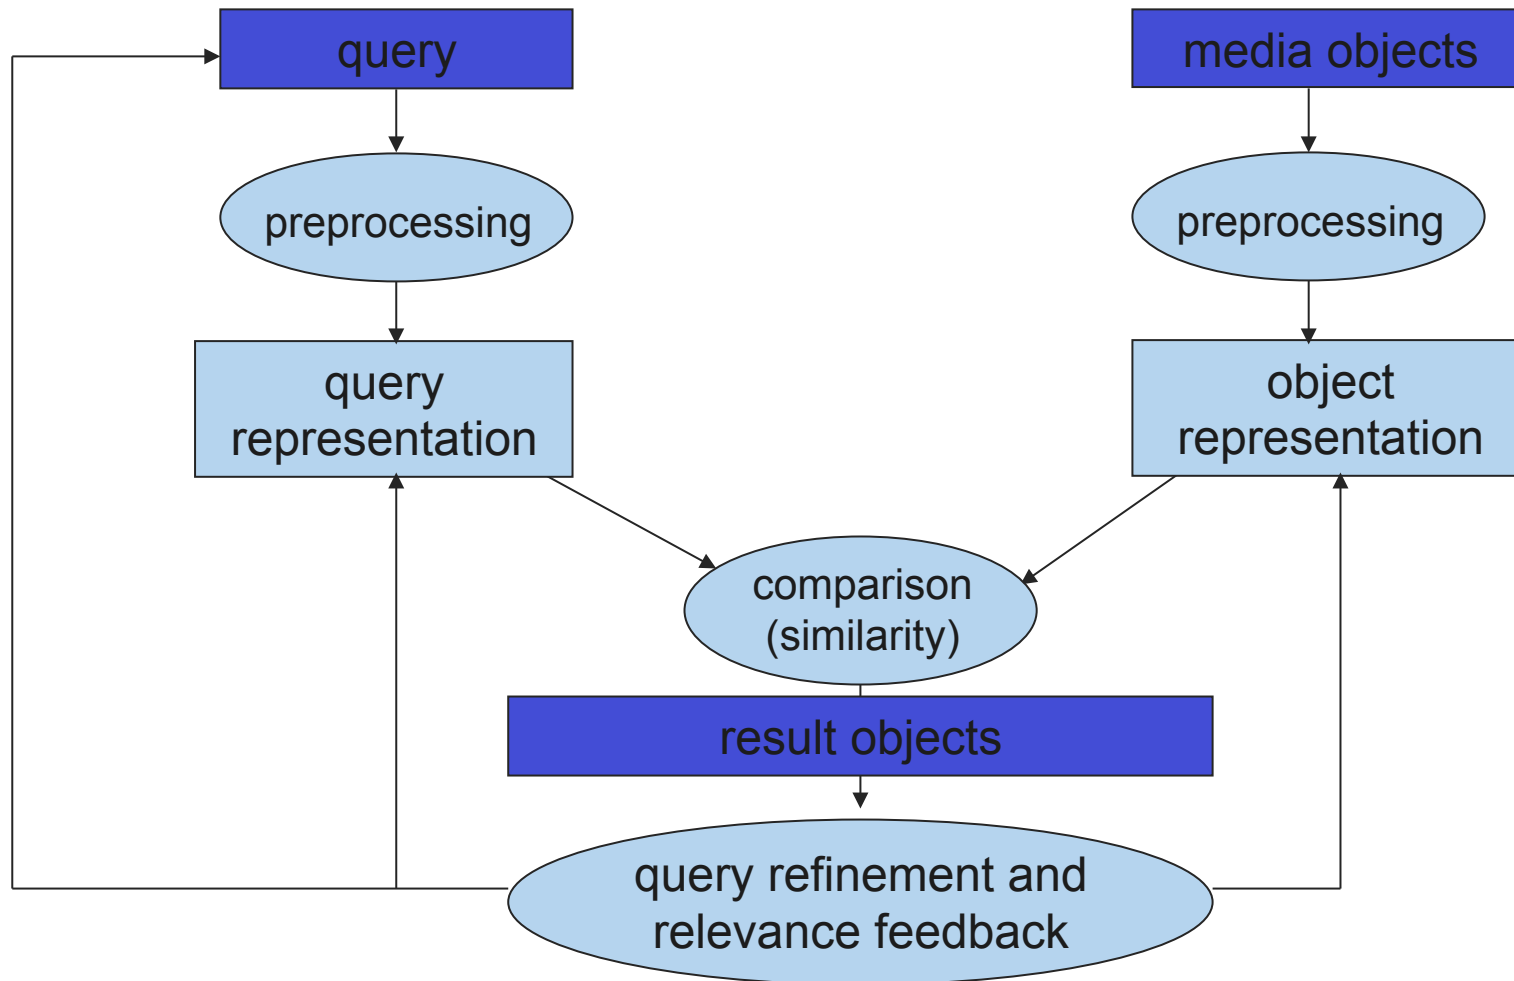 query
media objects
preprocessing
preprocessing
query
representation
object
representation
comparison
(similarity)
result objects
query refinement and
relevance feedback